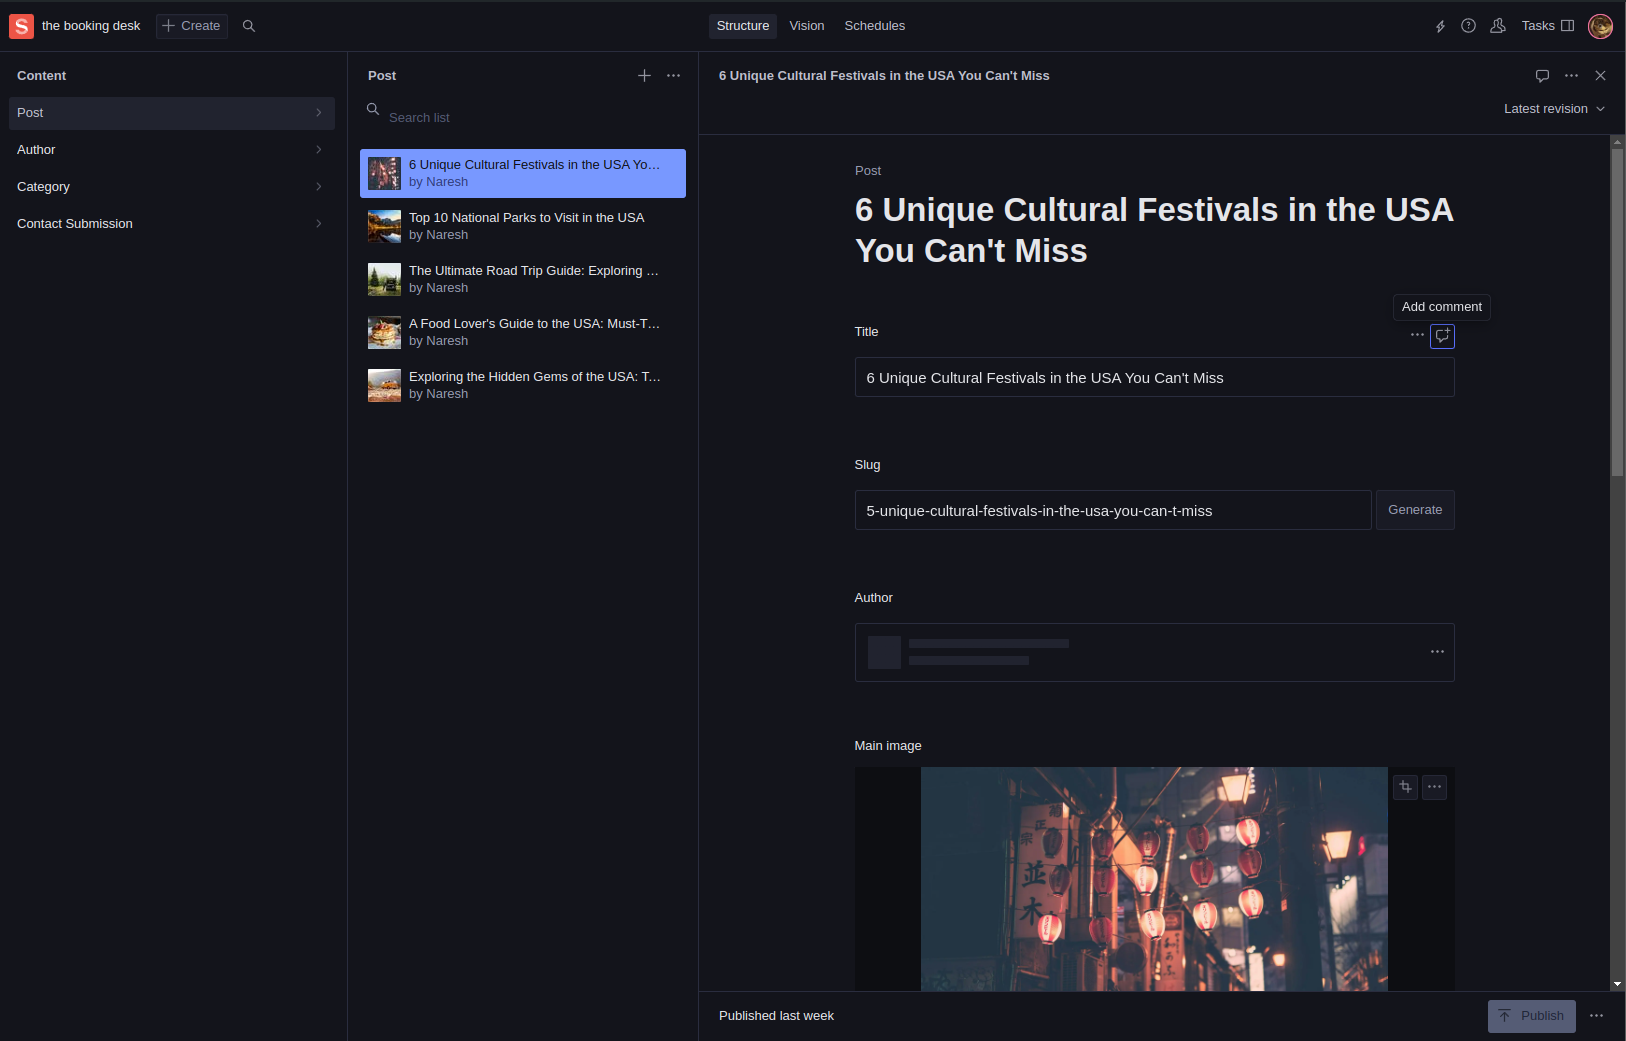 the booking desk
Create
Structure
Vision
Schedules
Tasks
Content
Post
Author
Category
Contact Submission
Post
Search list
6 Unique Cultural Festivals in the USA Yo…
by Naresh
Top 10 National Parks to Visit in the USA
by Naresh
The Ultimate Road Trip Guide: Exploring …
by Naresh
A Food Lover's Guide to the USA: Must-T…
by Naresh
Exploring the Hidden Gems of the USA: T…
by Naresh
6 Unique Cultural Festivals in the USA You Can't Miss
Latest revision
Post
6 Unique Cultural Festivals in the USA
You Can't Miss
Add comment
Title
6 Unique Cultural Festivals in the USA You Can't Miss
Slug
5-unique-cultural-festivals-in-the-usa-you-can-t-miss
Generate
Author
Main image
正
宗
並
木
Published last week
Publish